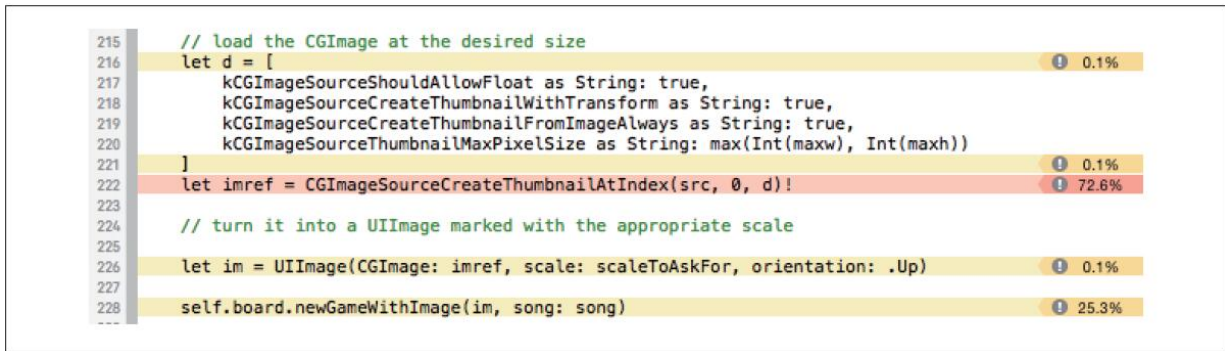 215 // load the CGImage at the desired size
216 let d = [ 0.1%
217 kCGImageSourceShouldAllowFloat as String: true,
218 kCGImageSourceCreateThumbnailWithTransform as String: true,
219 kCGImageSourceCreateThumbnailFromImageAlways as String: true,
220 kCGImageSourceThumbnailMaxPixelSize as String: max(Int(maxw), Int(maxh))
221 ] 0.1%
222 let imref = CGImageSourceCreateThumbnailAtIndex(src, 0, d)! 72.6%
223
224 // turn it into a UIImage marked with the appropriate scale
225
226 let im = UIImage(CGImage: imref, scale: scaleToAskFor, orientation: .Up) 0.1%
227
228 self.board.newGameWithImage(im, song: song) 25.3%